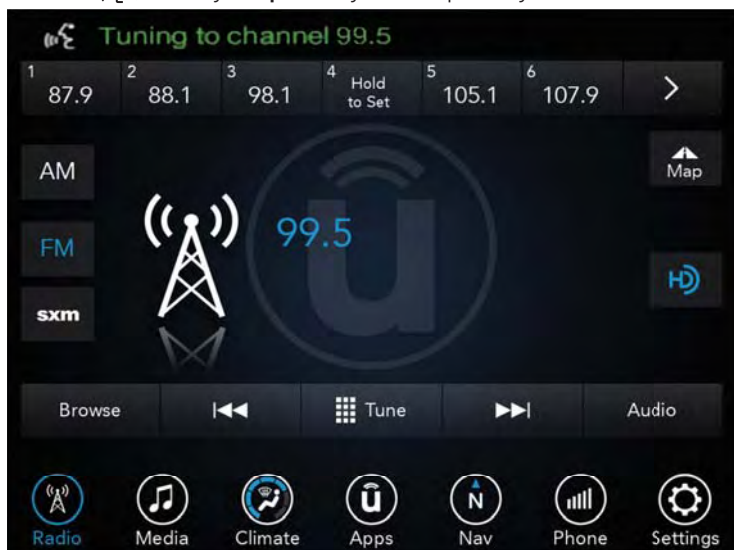 Tuning to channel 99.5
1 87.9 2 88.1 3 98.1 4 Hold to Set 5 105.1 6 107.9
AM
Map
99.5
FM
HD
sxm
Browse Tune Audio
Radio Media Climate Apps Nav Phone Settings
ū
N